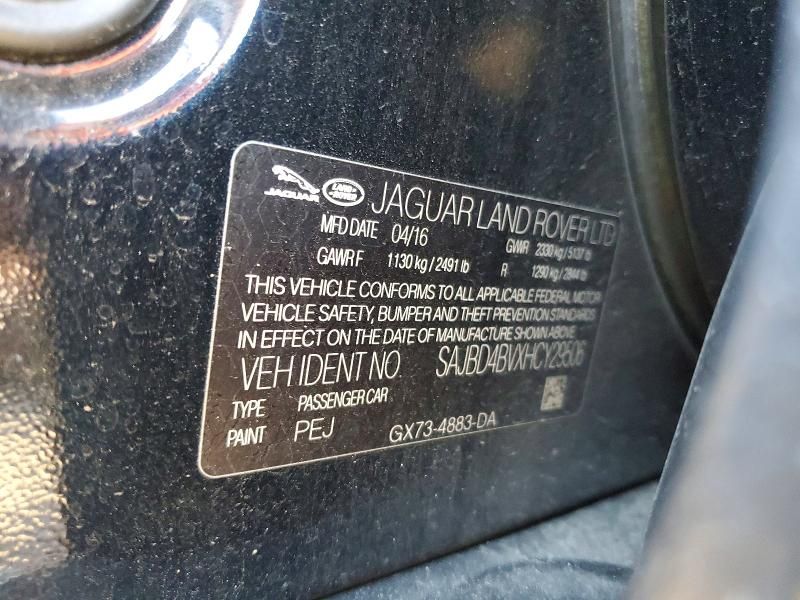 JAGUAR LAND ROVER JAGUAR LAND ROVER LTD
MFD DATE 04/16 GVWR 2330 kg / 5137 lb
GAWR F 1130 kg / 2491 lb R 1290 kg / 2844 lb
THIS VEHICLE CONFORMS TO ALL APPLICABLE FEDERAL MOTOR
VEHICLE SAFETY, BUMPER AND THEFT PREVENTION STANDARDS
IN EFFECT ON THE DATE OF MANUFACTURE SHOWN ABOVE
VEH IDENT NO. SAJBD4BVXHCY29506
TYPE PASSENGER CAR
PAINT PEJ GX73-4883-DA